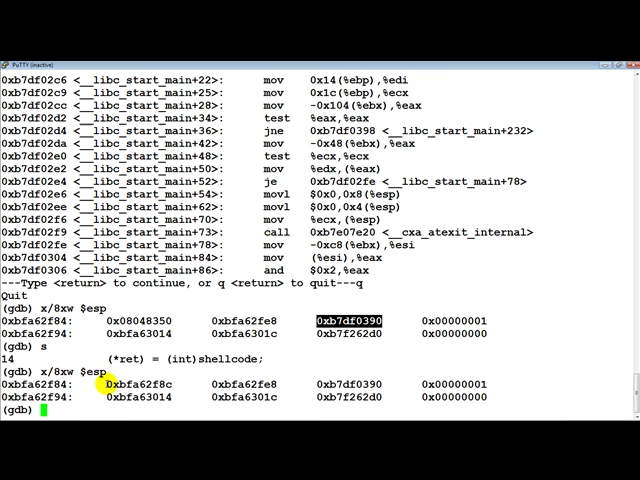 PuTTY (inactive)
0xb7df02c6 <__libc_start_main+22>: mov 0x14(%ebp),%edi
0xb7df02c9 <__libc_start_main+25>: mov 0x1c(%ebp),%ecx
0xb7df02cc <__libc_start_main+28>: mov -0x104(%ebx),%eax
0xb7df02d2 <__libc_start_main+34>: test %eax,%eax
0xb7df02d4 <__libc_start_main+36>: jne 0xb7df0398 <__libc_start_main+232>
0xb7df02da <__libc_start_main+42>: mov -0x48(%ebx),%eax
0xb7df02e0 <__libc_start_main+48>: test %ecx,%ecx
0xb7df02e2 <__libc_start_main+50>: mov %edx,(%eax)
0xb7df02e4 <__libc_start_main+52>: je 0xb7df02fe <__libc_start_main+78>
0xb7df02e6 <__libc_start_main+54>: movl $0x0,0x8(%esp)
0xb7df02ee <__libc_start_main+62>: movl $0x0,0x4(%esp)
0xb7df02f6 <__libc_start_main+70>: mov %ecx,(%esp)
0xb7df02f9 <__libc_start_main+73>: call 0xb7e07e20 <__cxa_atexit_internal>
0xb7df02fe <__libc_start_main+78>: mov -0xc8(%ebx),%esi
0xb7df0304 <__libc_start_main+84>: mov (%esi),%eax
0xb7df0306 <__libc_start_main+86>: and $0x2,%eax
---Type <return> to continue, or q <return> to quit---q
Quit
(gdb) x/8xw $esp
0xbfa62f84: 0x08048350 0xbfa62fe8 0xb7df0390 0x00000001
0xbfa62f94: 0xbfa63014 0xbfa6301c 0xb7f262d0 0x00000000
(gdb) s
14 (*ret) = (int)shellcode;
(gdb) x/8xw $esp
0xbfa62f84: 0xbfa62f8c 0xbfa62fe8 0xb7df0390 0x00000001
0xbfa62f94: 0xbfa63014 0xbfa6301c 0xb7f262d0 0x00000000
(gdb)